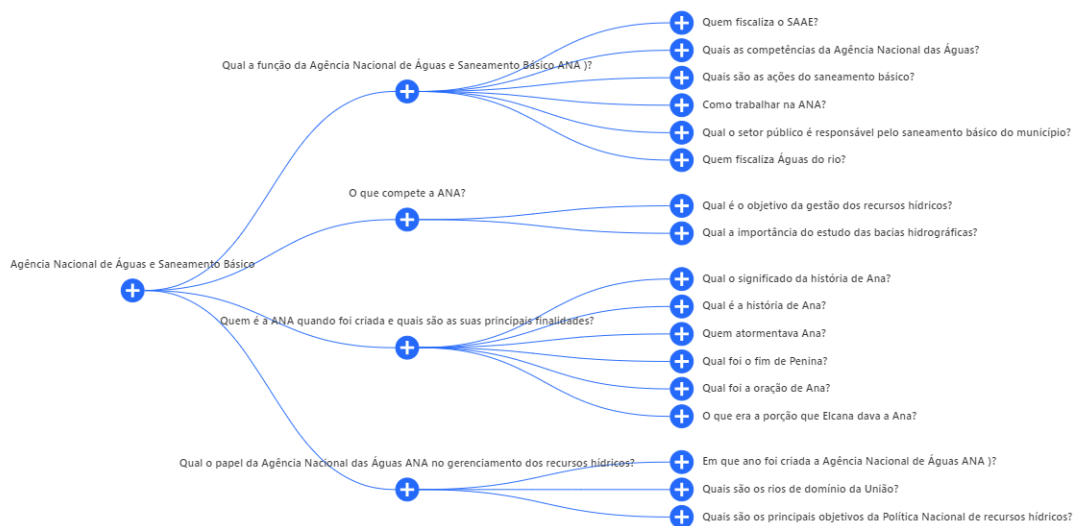 Agência Nacional de Águas e Saneamento Básico
Qual a função da Agência Nacional de Águas e Saneamento Básico ANA )?
Quem fiscaliza o SAAE?
Quais as competências da Agência Nacional das Águas?
Quais são as ações do saneamento básico?
Como trabalhar na ANA?
Qual o setor público é responsável pelo saneamento básico do município?
Quem fiscaliza Águas do rio?
O que compete a ANA?
Qual é o objetivo da gestão dos recursos hídricos?
Qual a importância do estudo das bacias hidrográficas?
Quem é a ANA quando foi criada e quais são as suas principais finalidades?
Qual o significado da história de Ana?
Qual é a história de Ana?
Quem atormentava Ana?
Qual foi o fim de Penina?
Qual foi a oração de Ana?
O que era a porção que Elcana dava a Ana?
Qual o papel da Agência Nacional das Águas ANA no gerenciamento dos recursos hídricos?
Em que ano foi criada a Agência Nacional de Águas ANA )?
Quais são os rios de domínio da União?
Quais são os principais objetivos da Política Nacional de recursos hídricos?